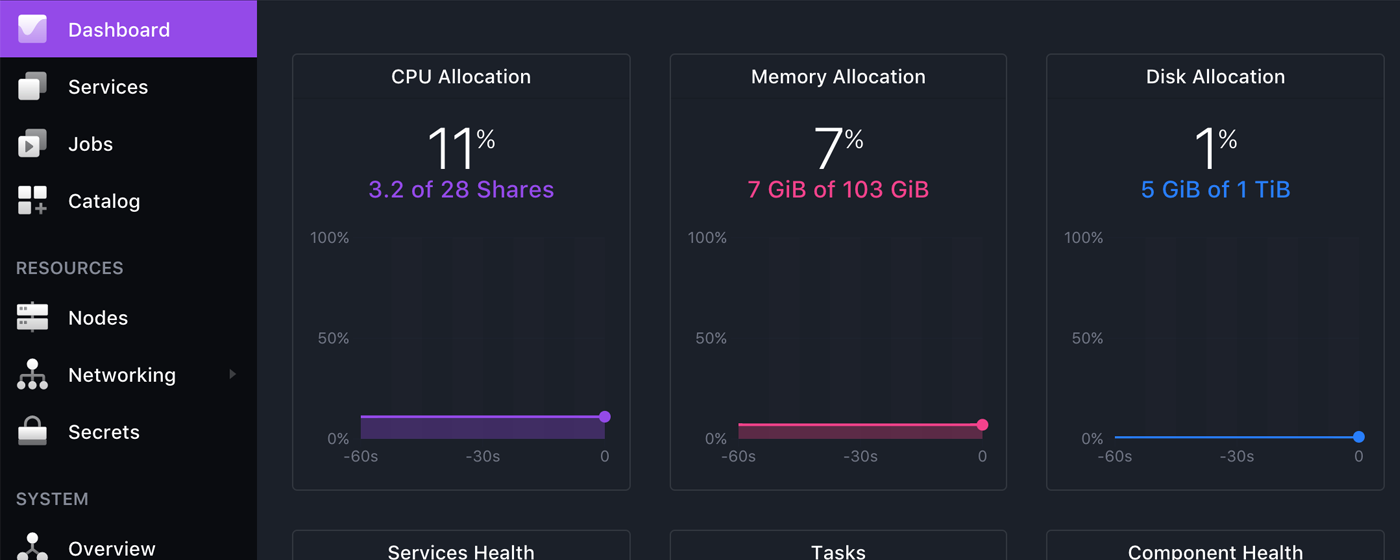 Dashboard
Services
Jobs
Catalog
RESOURCES
Nodes
Networking
Secrets
SYSTEM
Overview
CPU Allocation
11%
3.2 of 28 Shares
100%
50%
0%
-60s -30s 0
Memory Allocation
7%
7 GiB of 103 GiB
100%
50%
0%
-60s -30s 0
Disk Allocation
1%
5 GiB of 1 TiB
100%
50%
0%
-60s -30s 0
Services Health
Tasks
Component Health